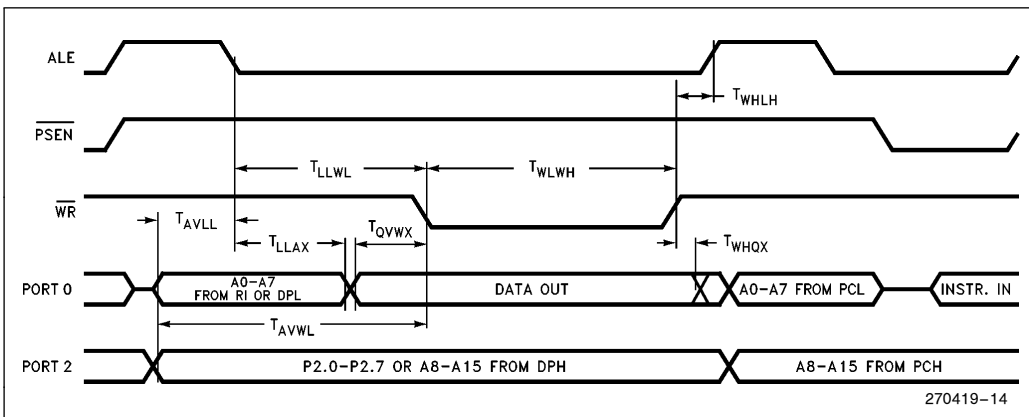 ALE
T_WHLH
PSEN
T_LLWL
T_WLWH
WR
T_AVLL
T_LLAX
T_QVWX
T_WHQX
PORT 0
A0–A7
FROM RI OR DPL
DATA OUT
A0–A7 FROM PCL
INSTR. IN
T_AVWL
PORT 2
P2.0–P2.7 OR A8–A15 FROM DPH
A8–A15 FROM PCH
270419–14